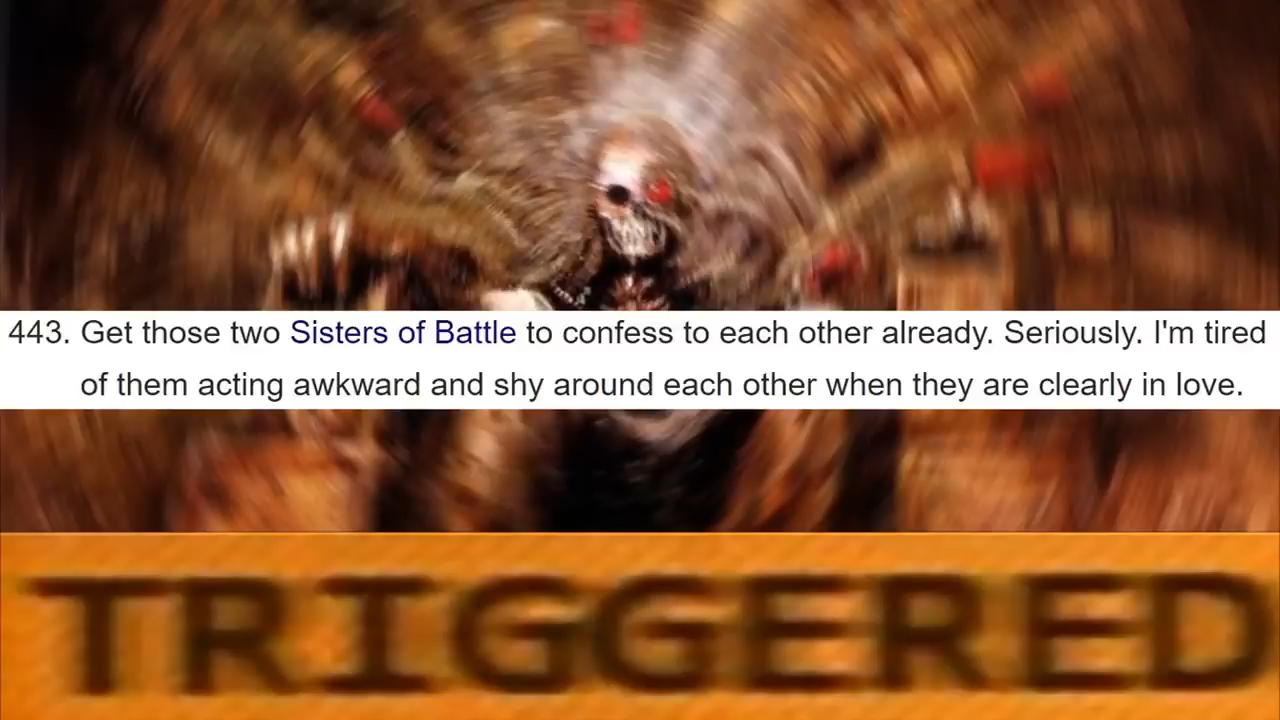 443. Get those two Sisters of Battle to confess to each other already. Seriously. I'm tired
of them acting awkward and shy around each other when they are clearly in love.
TRIGGERED